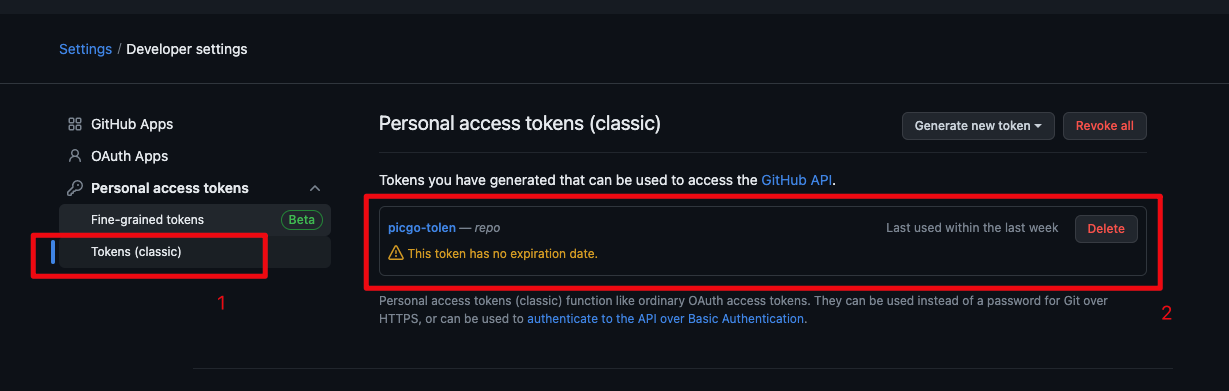 Settings / Developer settings
GitHub Apps
OAuth Apps
Personal access tokens
Fine-grained tokens Beta
Tokens (classic)
1
Personal access tokens (classic)
Generate new token
Revoke all
Tokens you have generated that can be used to access the GitHub API.
picgo-tolen — repo
Last used within the last week
Delete
This token has no expiration date.
Personal access tokens (classic) function like ordinary OAuth access tokens. They can be used instead of a password for Git over
HTTPS, or can be used to authenticate to the API over Basic Authentication.
2